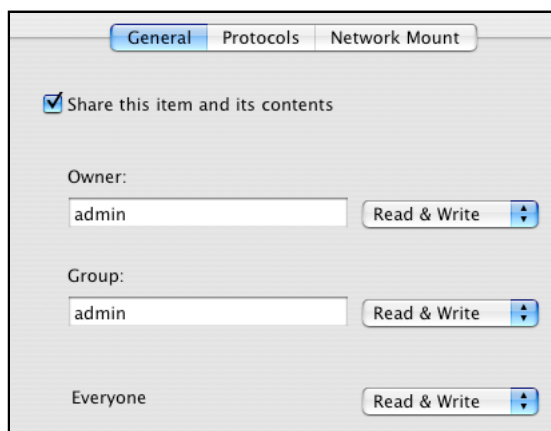 General Protocols Network Mount
Share this item and its contents
Owner:
admin Read & Write
Group:
admin Read & Write
Everyone Read & Write